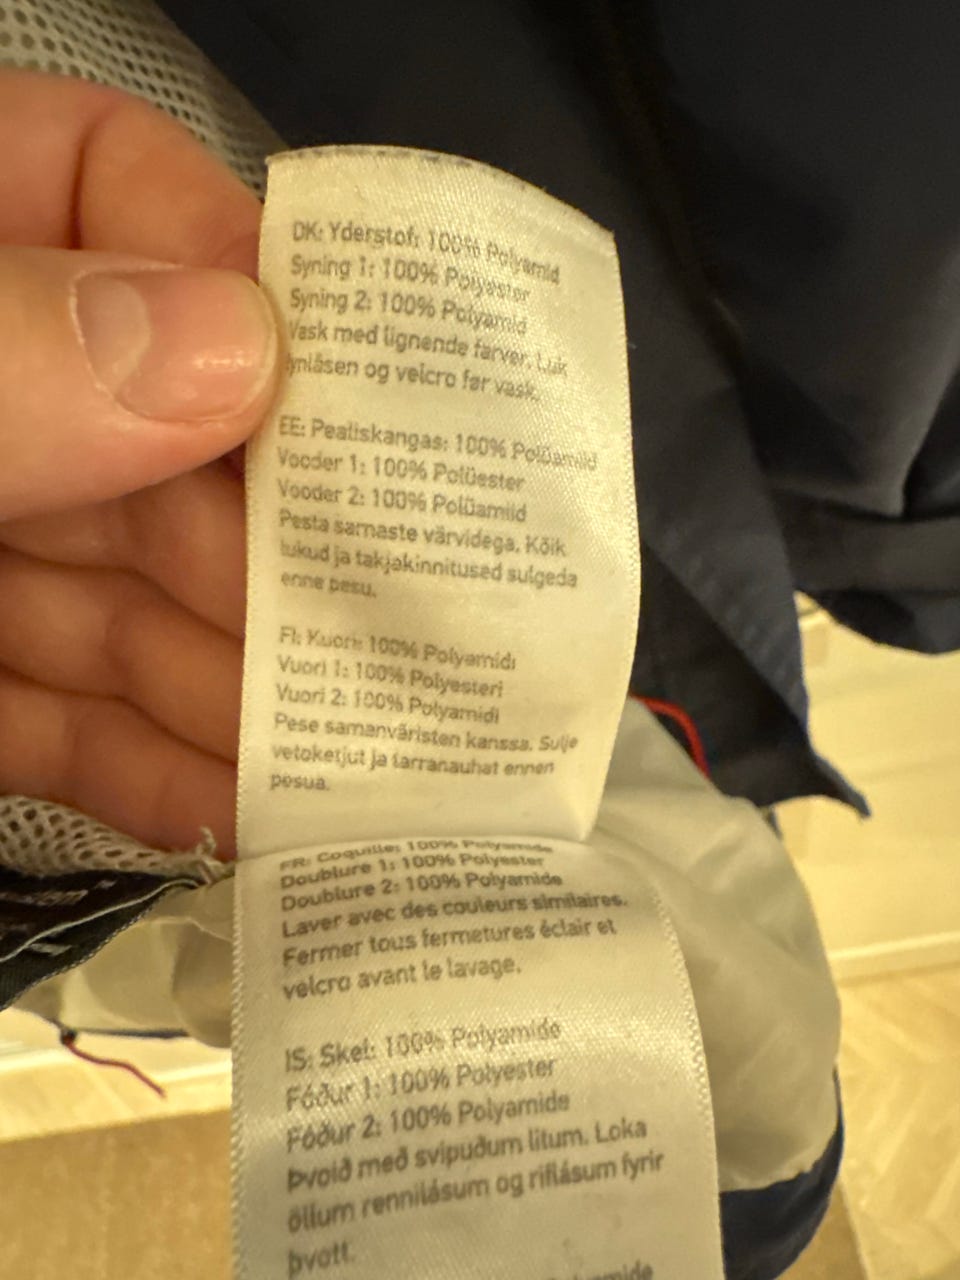 DK: Yderstof: 100% Polyamid
Syning 1: 100% Polyester
Syning 2: 100% Polyamid
Vask med lignende farver. Luk
lynlåsen og velcro før vask.
EE: Pealiskangas: 100% Polüamiid
Vooder 1: 100% Polüester
Vooder 2: 100% Polüamiid
Pesta sarnaste värvidega. Kõik
lukud ja takjakinnitused sulgeda
enne pesu.
FI: Kuori: 100% Polyamidi
Vuori 1: 100% Polyesteri
Vuori 2: 100% Polyamidi
Pese samanväristen kanssa. Sulje
vetoketjut ja tarranauhat ennen
pesua.
FR: Coquille: 100% Polyamide
Doublure 1: 100% Polyester
Doublure 2: 100% Polyamide
Laver avec des couleurs similaires.
Fermer tous fermetures éclair et
velcro avant le lavage.
IS: Skel: 100% Polyamide
Fóður 1: 100% Polyester
Fóður 2: 100% Polyamide
Þvoið með svipuðum litum. Loka
öllum rennilásum og riflásum fyrir
þvott.